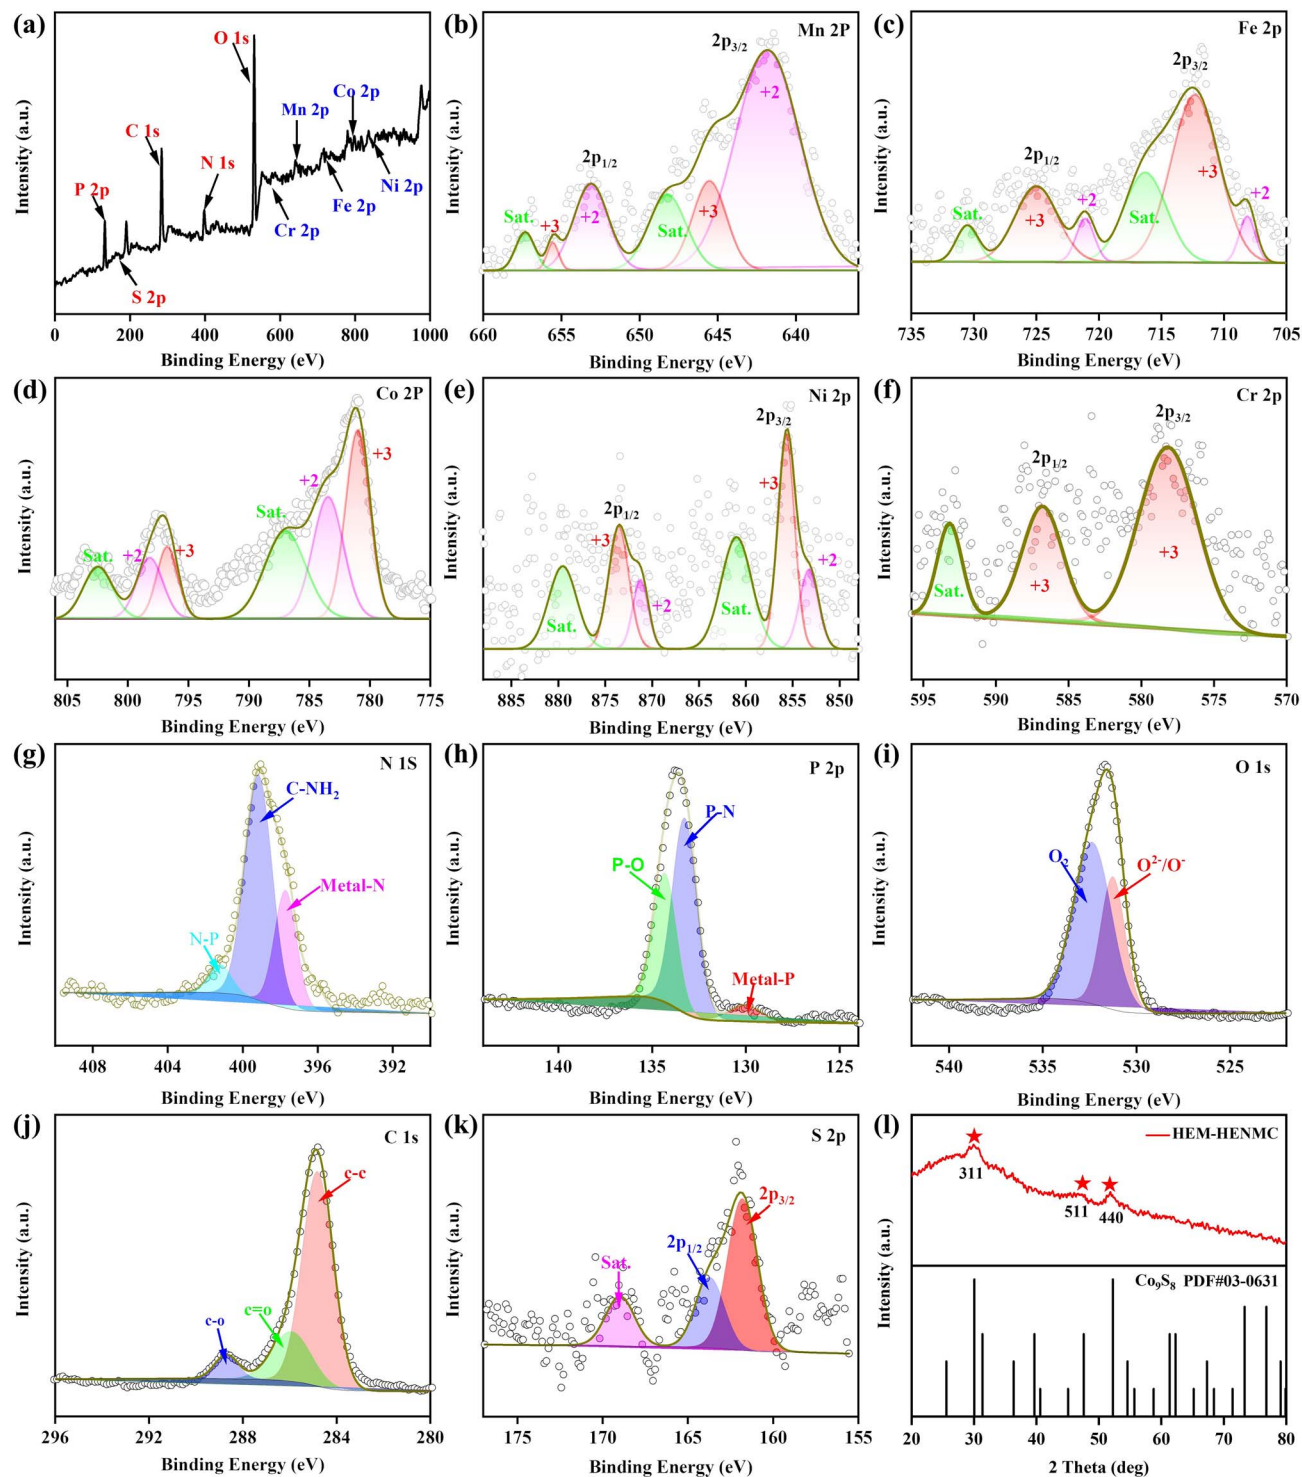 (a)
O 1s
C 1s
P 2p
S 2p
N 1s
Mn 2p
Co 2p
Cr 2p
Fe 2p
Ni 2p
Intensity (a.u.)
0 200 400 600 800 1000
Binding Energy (eV)
(b)
Mn 2P
2p3/2
+2
2p1/2
Sat.
+3
+2
Sat.
+3
Intensity (a.u.)
660 655 650 645 640
Binding Energy (eV)
(c)
Fe 2p
2p3/2
2p1/2
Sat.
+3
+2
Sat.
+3
+2
Intensity (a.u.)
735 730 725 720 715 710 705
Binding Energy (eV)
(d)
Co 2P
+3
+2
Sat.
Sat.
+2
+3
Intensity (a.u.)
805 800 795 790 785 780 775
Binding Energy (eV)
(e)
Ni 2p
2p3/2
+3
2p1/2
+3
+2
+2
Sat.
Sat.
Intensity (a.u.)
885 880 875 870 865 860 855 850
Binding Energy (eV)
(f)
Cr 2p
2p3/2
2p1/2
+3
Sat.
+3
Intensity (a.u.)
595 590 585 580 575 570
Binding Energy (eV)
(g)
N 1S
C-NH2
Metal-N
N-P
Intensity (a.u.)
408 404 400 396 392
Binding Energy (eV)
(h)
P 2p
P-N
P-O
Metal-P
Intensity (a.u.)
140 135 130 125
Binding Energy (eV)
(i)
O 1s
O2
O2-/O-
Intensity (a.u.)
540 535 530 525
Binding Energy (eV)
(j)
C 1s
c-c
c=o
c-o
Intensity (a.u.)
296 292 288 284 280
Binding Energy (eV)
(k)
S 2p
2p3/2
2p1/2
Sat.
Intensity (a.u.)
175 170 165 160 155
Binding Energy (eV)
(l)
HEM-HENMC
311
511
440
Co9S8 PDF#03-0631
Intensity (a.u.)
20 30 40 50 60 70 80
2 Theta (deg)